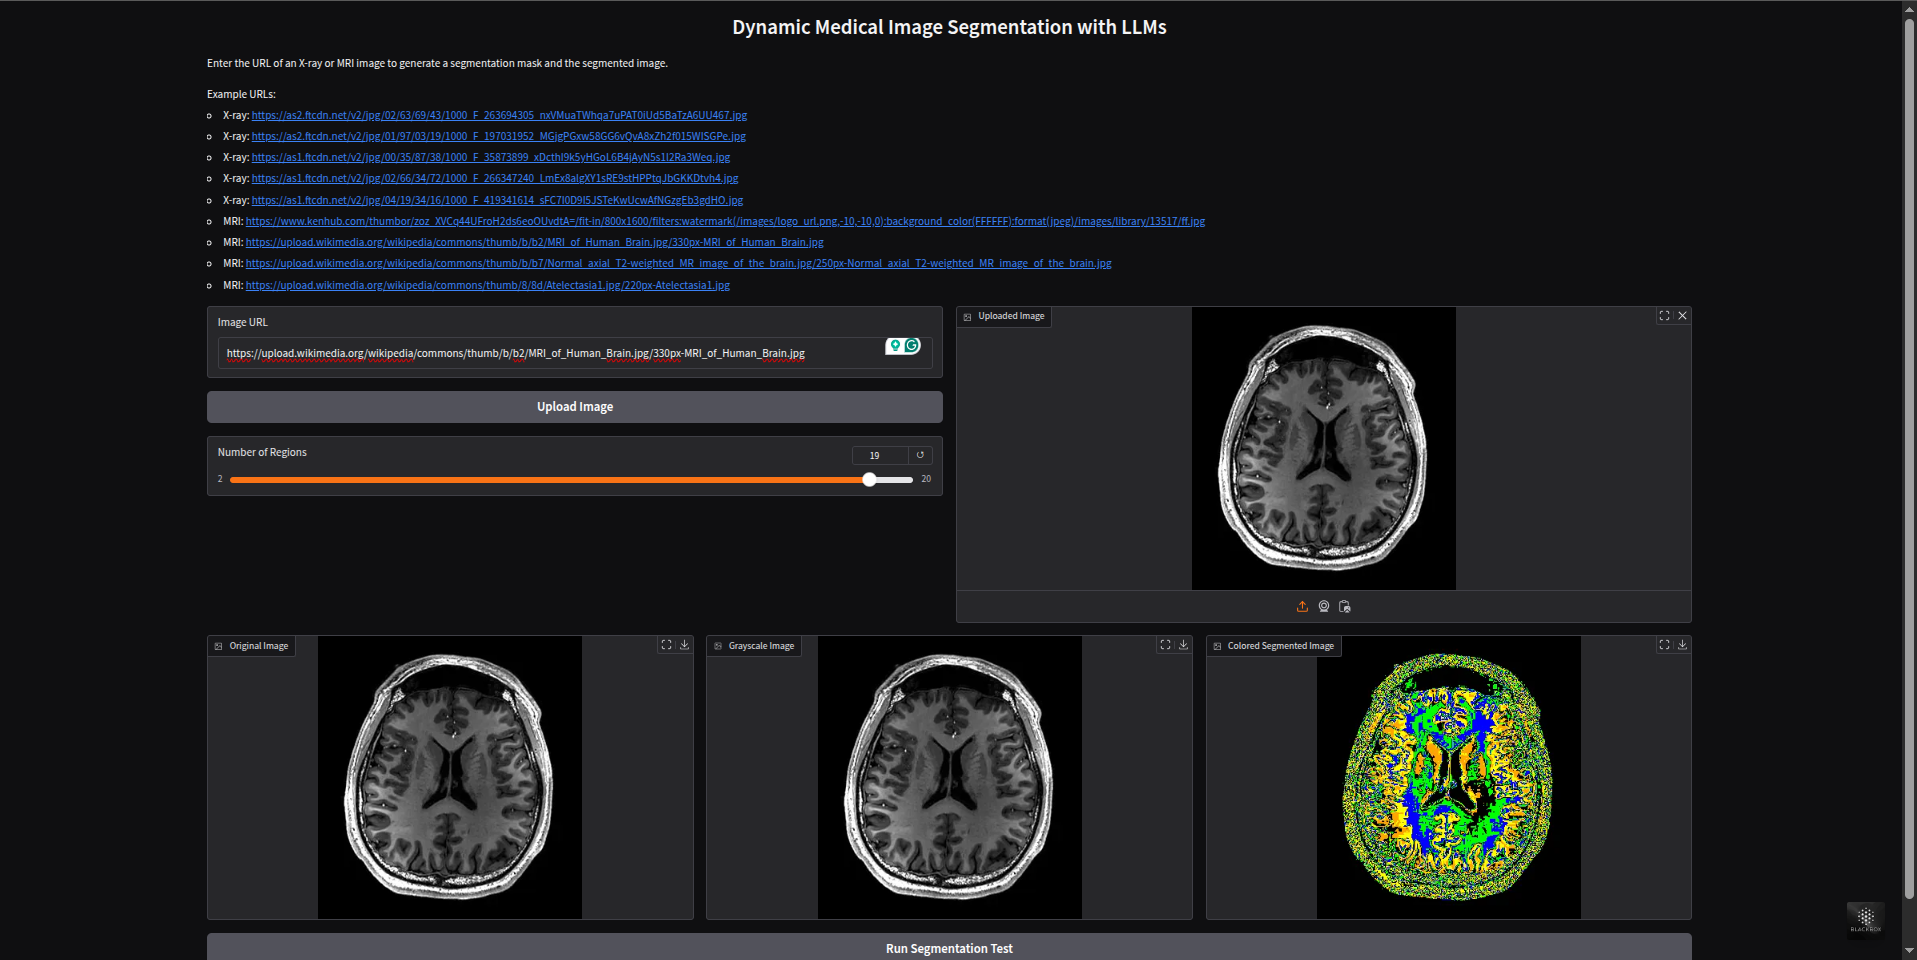 Dynamic Medical Image Segmentation with LLMs
Enter the URL of an X-ray or MRI image to generate a segmentation mask and the segmented image.
Example URLs:
X-ray: https://as2.ftcdn.net/v2/jpg/02/63/69/43/1000_F_263694305_nxVMuaTWhqa7uPAT0iUd5BaTzA6UU467.jpg
X-ray: https://as2.ftcdn.net/v2/jpg/01/97/03/19/1000_F_197031952_MGjgPGxw58GG6vQvA8xZh2f015WISGPe.jpg
X-ray: https://as1.ftcdn.net/v2/jpg/00/35/87/38/1000_F_35873899_xDcthI9k5yHGoL6B4jAyN5s1I2Ra3Weq.jpg
X-ray: https://as1.ftcdn.net/v2/jpg/02/66/34/72/1000_F_266347240_LmEx8algXY1sRE9stHPPtqJbGKKDtvh4.jpg
X-ray: https://as1.ftcdn.net/v2/jpg/04/19/34/16/1000_F_419341614_sFC7I0D9I5JSTeKwUcwAfNGzgEb3gdHO.jpg
MRI: https://www.kenhub.com/thumbor/zoz_XVCq44UFroH2ds6eoOUvdtA=/fit-in/800x1600/filters:watermark(/images/logo_url.png,-10,-10,0):background_color(FFFFFF):format(jpeg)/images/library/13517/ff.jpg
MRI: https://upload.wikimedia.org/wikipedia/commons/thumb/b/b2/MRI_of_Human_Brain.jpg/330px-MRI_of_Human_Brain.jpg
MRI: https://upload.wikimedia.org/wikipedia/commons/thumb/b/b7/Normal_axial_T2-weighted_MR_image_of_the_brain.jpg/250px-Normal_axial_T2-weighted_MR_image_of_the_brain.jpg
MRI: https://upload.wikimedia.org/wikipedia/commons/thumb/8/8d/Atelectasia1.jpg/220px-Atelectasia1.jpg
Image URL
https://upload.wikimedia.org/wikipedia/commons/thumb/b/b2/MRI_of_Human_Brain.jpg/330px-MRI_of_Human_Brain.jpg
Upload Image
Number of Regions
19
2
20
Uploaded Image
Original Image
Grayscale Image
Colored Segmented Image
BLACKBOX
Run Segmentation Test